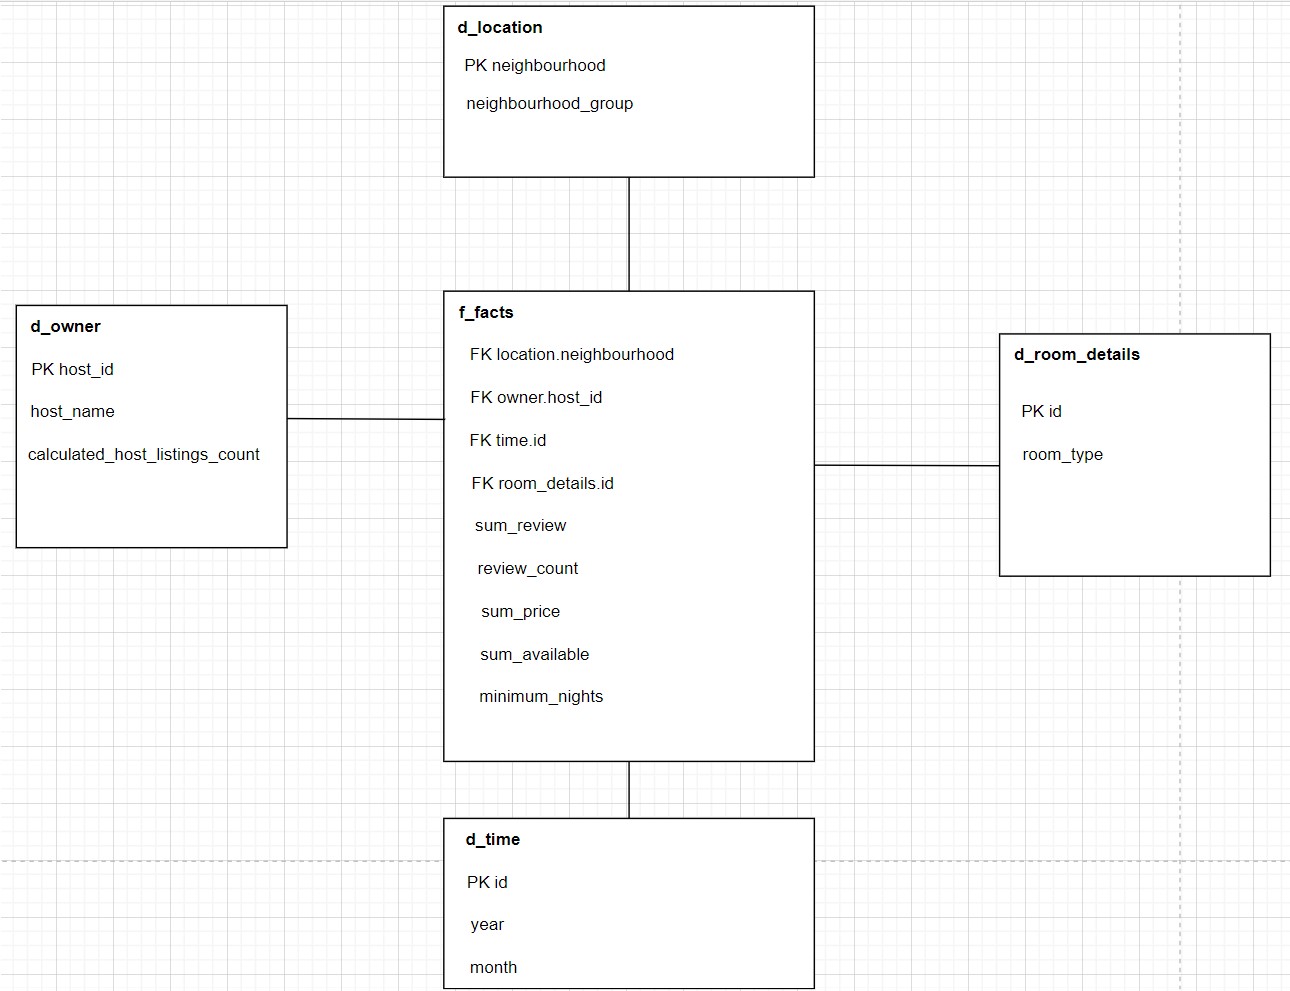 d_location
PK neighbourhood
neighbourhood_group
d_owner
PK host_id
host_name
calculated_host_listings_count
f_facts
FK location.neighbourhood
FK owner.host_id
FK time.id
FK room_details.id
sum_review
review_count
sum_price
sum_available
minimum_nights
d_room_details
PK id
room_type
d_time
PK id
year
month